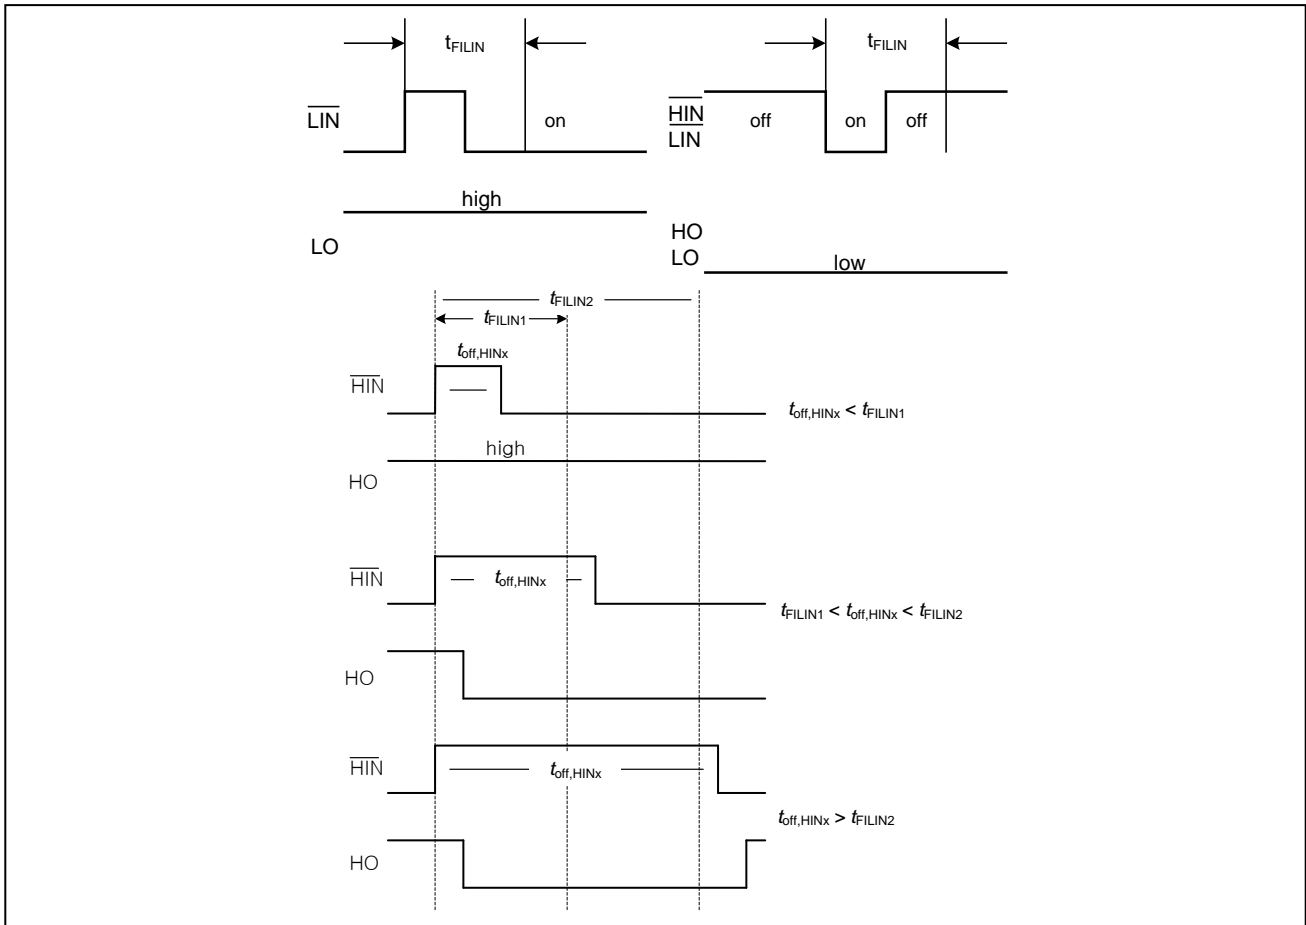 tFILIN
tFILIN
LIN
on
HIN
LIN
off
on
off
high
LO
HO
LO
low
tFILIN2
tFILIN1
toff,HINx
HIN
toff,HINx < tFILIN1
high
HO
HIN
toff,HINx
tFILIN1 < toff,HINx < tFILIN2
HO
HIN
toff,HINx
toff,HINx > tFILIN2
HO